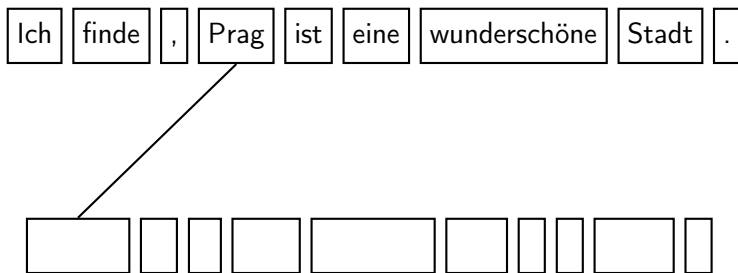 Ich finde , Prag ist eine wunderschöne Stadt .